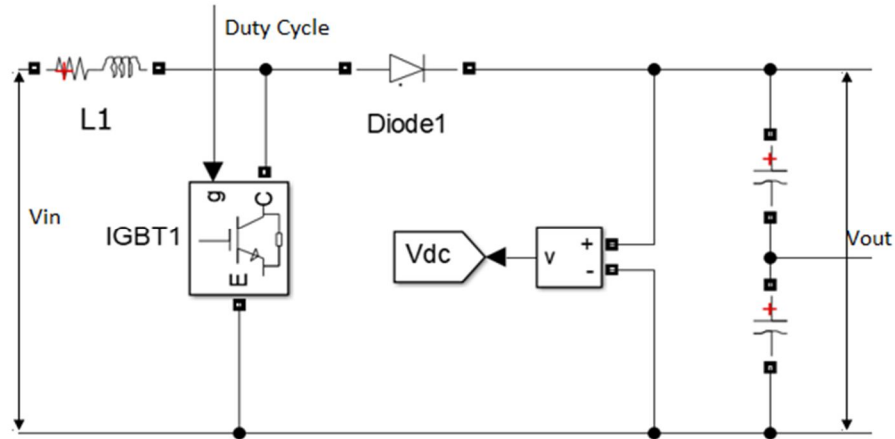 Duty Cycle
L1
Diode1
Vin
IGBT1
g
C
E
Vdc
v
+
-
Vout